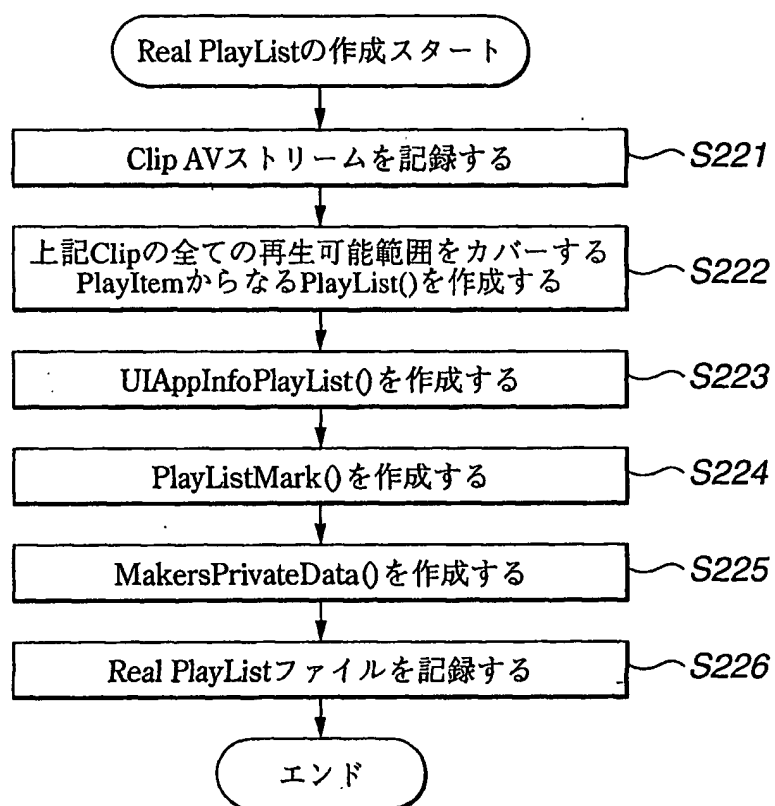 Real PlayListの作成スタート
Clip AVストリームを記録する
S221
上記Clipの全ての再生可能範囲をカバーする
PlayItemからなるPlayList()を作成する
S222
UIAppInfoPlayList()を作成する
S223
PlayListMark()を作成する
S224
MakersPrivateData()を作成する
S225
Real PlayListファイルを記録する
S226
エンド